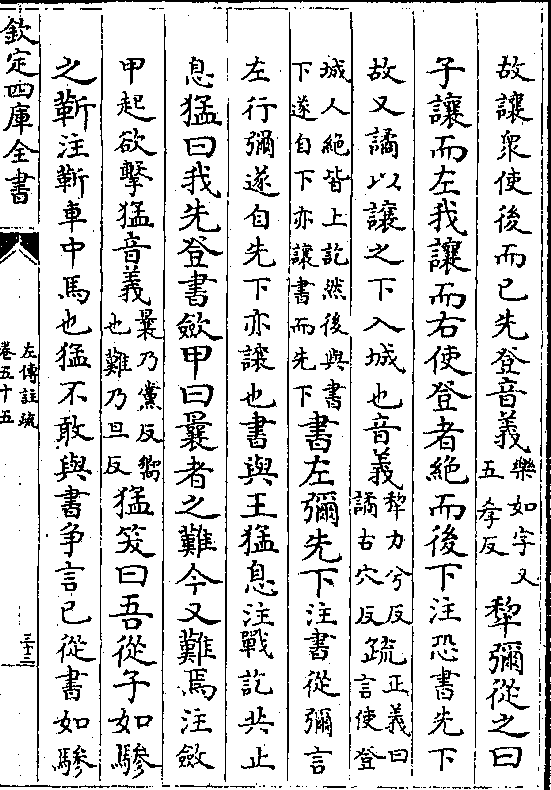 故讓衆使後而已先登音義樂如字又五孝反犂彌從之曰
子讓而左我讓而右使登者絕而後下注恐書先下
故又譎以讓之下入城也音義犂力兮反譎古穴反疏正義曰言使登
城人絕皆上訖然後與書下遂自下亦讓書而先下書左彌先下注書從彌言
左行彌遂自先下亦讓也書與王猛息注戰訖共止
息猛曰我先登書斂甲曰曩者之難今又難焉注斂
甲起欲擊猛音義曩乃黨反嚮也難乃旦反猛笑曰吾從子如驂
之靳注靳車中馬也猛不敢與書爭言已從書如驂
欽定四庫全書
左傳註疏
卷五十五
三十三